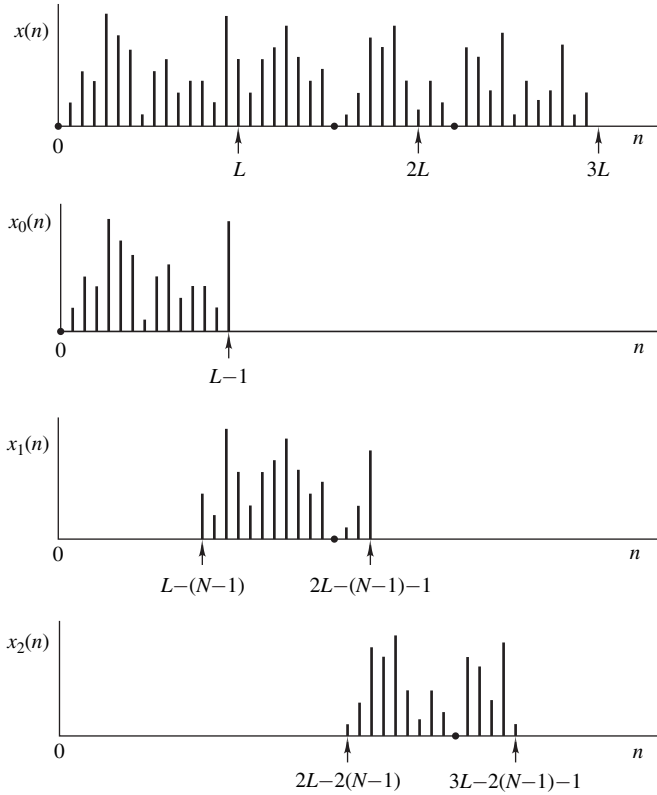 x(n)
0
L
2L
3L
n
x₀(n)
0
L−1
n
x₁(n)
0
L−(N−1)
2L−(N−1)−1
n
x₂(n)
0
2L−2(N−1)
3L−2(N−1)−1
n